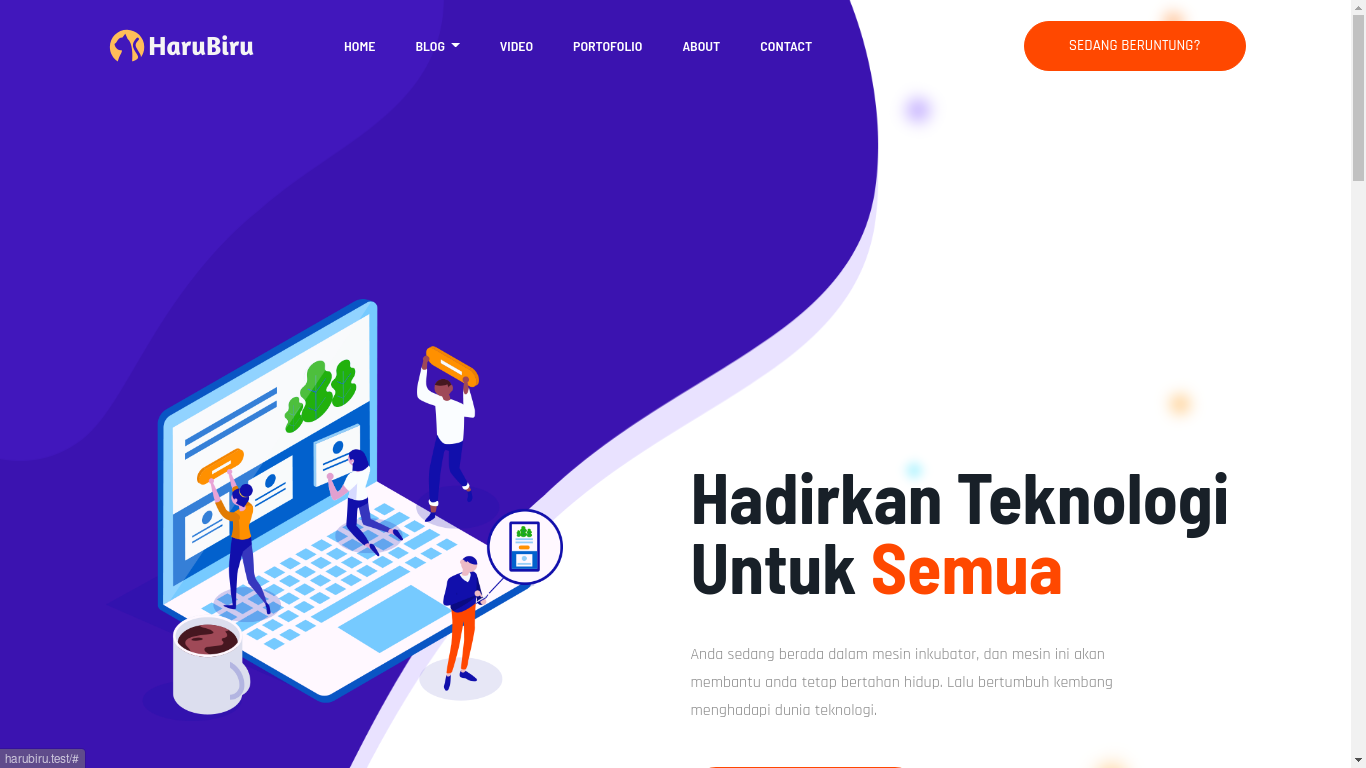 HaruBiru
HOME
BLOG
VIDEO
PORTOFOLIO
ABOUT
CONTACT
SEDANG BERUNTUNG?
Hadirkan Teknologi
Untuk Semua
Anda sedang berada dalam mesin inkubator, dan mesin ini akan
membantu anda tetap bertahan hidup. Lalu bertumbuh kembang
menghadapi dunia teknologi.
harubiru.test/#